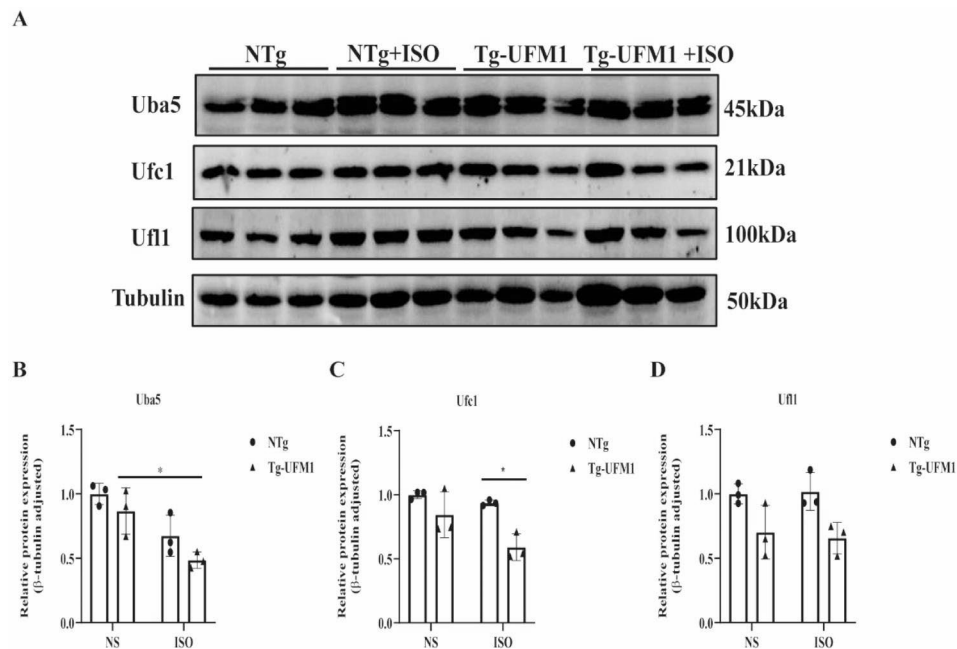 A
NTg NTg+ISO Tg-UFM1 Tg-UFM1 +ISO
Uba5 45kDa
Ufc1 21kDa
Ufl1 100kDa
Tubulin 50kDa
B
Uba5
Relative protein expression
(β-tubulin adjusted)
1.5
1.0
0.5
0.0
*
NS ISO
NTg
Tg-UFM1
C
Ufc1
Relative protein expression
(β-tubulin adjusted)
1.5
1.0
0.5
0.0
*
NS ISO
NTg
Tg-UFM1
D
Ufl1
Relative protein expression
(β-tubulin adjusted)
1.5
1.0
0.5
0.0
NS ISO
NTg
Tg-UFM1